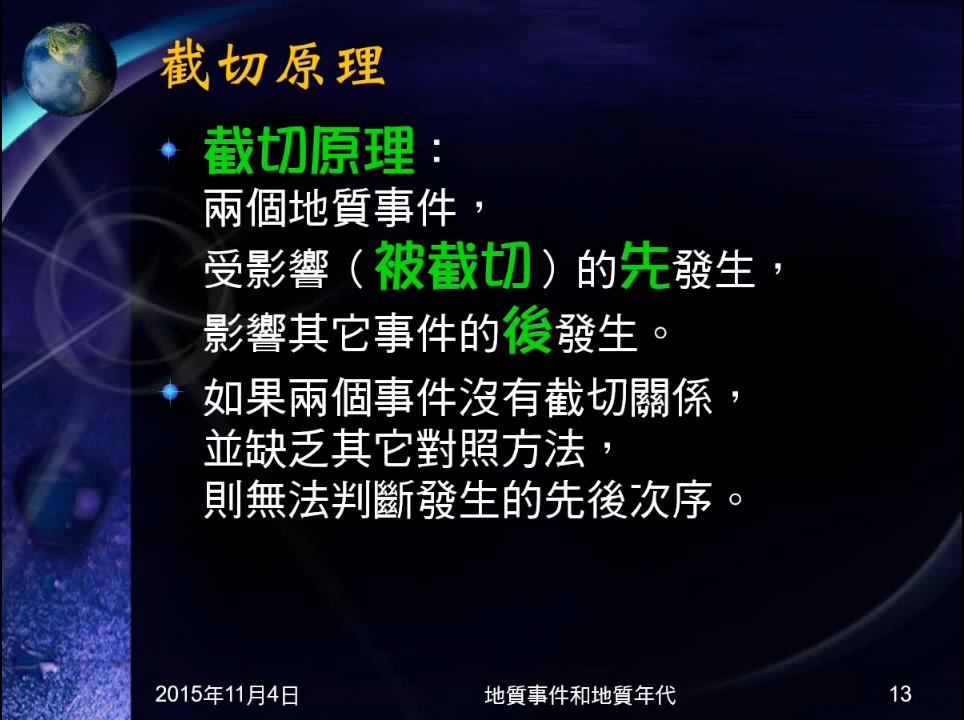 截切原理
截切原理：
兩個地質事件，
受影響（被截切）的先發生，
影響其它事件的後發生。
如果兩個事件沒有截切關係，
並缺乏其它對照方法，
則無法判斷發生的先後次序。
2015年11月4日
地質事件和地質年代
13